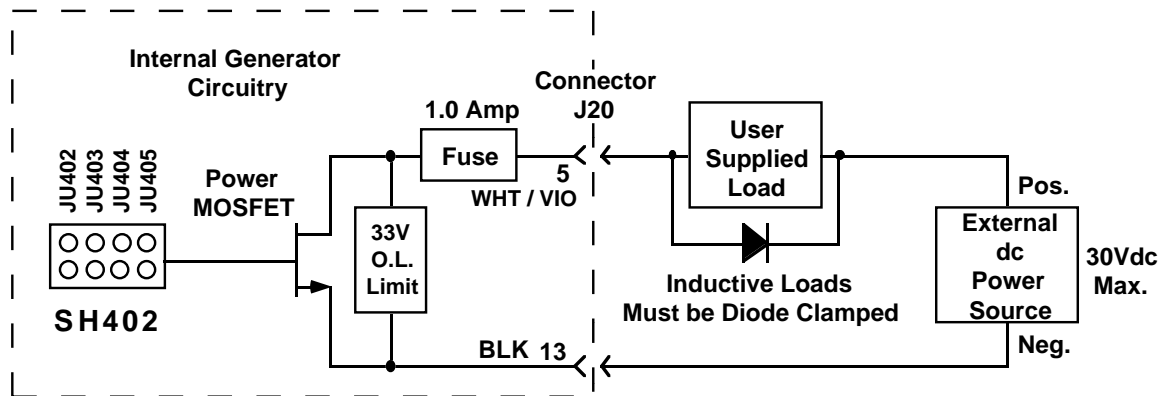 Internal Generator
Circuitry
Connector
J20
1.0 Amp
Fuse
5
WHT / VIO
JU402
JU403
JU404
JU405
Power
MOSFET
SH402
33V
O.L.
Limit
BLK 13
User
Supplied
Load
Inductive Loads
Must be Diode Clamped
Pos.
External
dc
Power
Source
30Vdc
Max.
Neg.